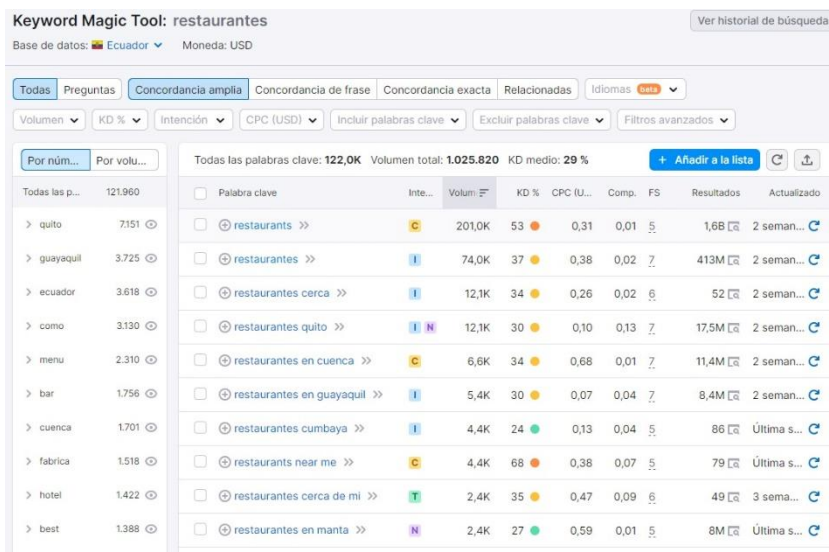 Keyword Magic Tool: restaurantes
Ver historial de búsqueda
Base de datos: Ecuador Moneda: USD
Todas Preguntas Concordancia amplia Concordancia de frase Concordancia exacta Relacionadas Idiomas beta
Volumen KD % Intención CPC (USD) Incluir palabras clave Excluir palabras clave Filtros avanzados
Por núm... Por volu...
Todas las palabras clave: 122,0K Volumen total: 1.025.820 KD medio: 29 % + Añadir a la lista
Todas las p... 121.960
Palabra clave Inte... Volum KD % CPC (U... Comp. FS Resultados Actualizado
quito 7.151 restaurants C 201,0K 53 0,31 0,01 5 1,6B 2 seman...
guayaquil 3.725 restaurantes I 74,0K 37 0,38 0,02 7 413M 2 seman...
ecuador 3.618 restaurantes cerca I 12,1K 34 0,26 0,02 6 52 2 seman...
como 3.130 restaurantes quito I N 12,1K 30 0,10 0,13 7 17,5M 2 seman...
menu 2.310 restaurantes en cuenca C 6,6K 34 0,68 0,01 7 11,4M 2 seman...
bar 1.756 restaurantes en guayaquil I 5,4K 30 0,07 0,04 7 8,4M 2 seman...
cuenca 1.701 restaurantes cumbaya I 4,4K 24 0,13 0,04 5 86 Última s...
fabrica 1.518 restaurants near me C 4,4K 68 0,38 0,07 5 79 Última s...
hotel 1.422 restaurantes cerca de mi T 2,4K 35 0,47 0,09 6 49 3 sema...
best 1.388 restaurantes en manta N 2,4K 27 0,59 0,01 5 8M Última s...